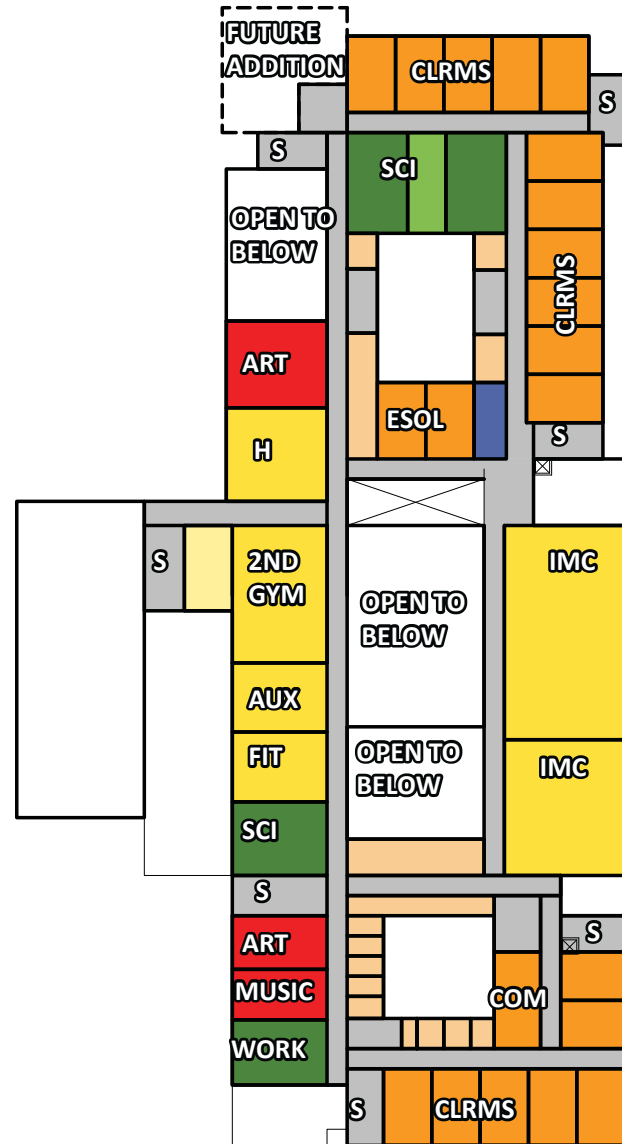 FUTURE
ADDITION
CLRMS
S
S
SCI
OPEN TO
BELOW
CLRMS
ART
ESOL
H
S
S
2ND
GYM
IMC
OPEN TO
BELOW
AUX
FIT
OPEN TO
BELOW
IMC
SCI
S
ART
S
MUSIC
COM
WORK
S
CLRMS